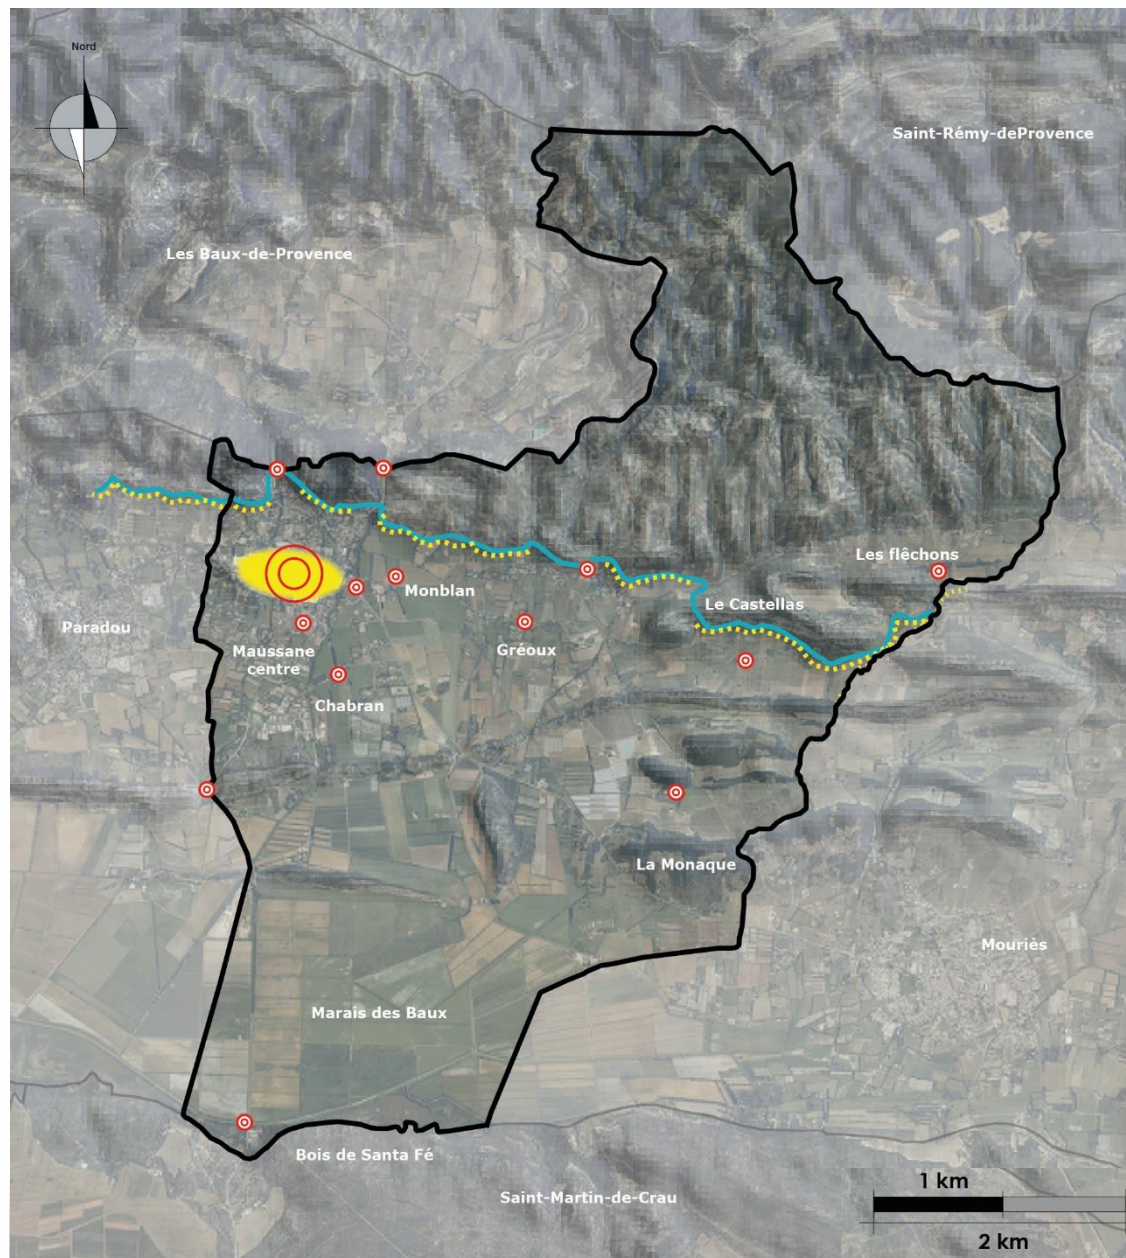 Nord
Saint-Rémy-deProvence
Les Baux-de-Provence
Les flêchons
Monblan
Le Castellas
Paradou
Maussane
centre
Gréoux
Chabran
La Monaque
Mouriès
Marais des Baux
Bois de Santa Fé
Saint-Martin-de-Crau
1 km
2 km